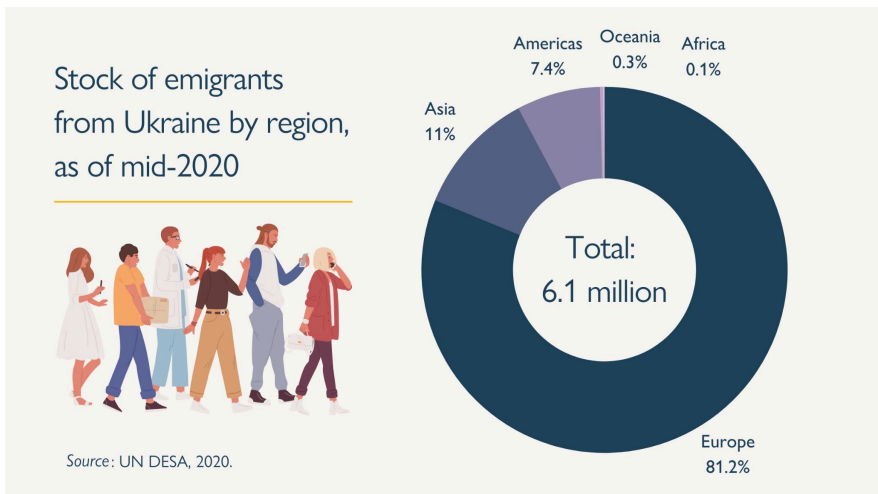 Stock of emigrants
from Ukraine by region,
as of mid-2020
Source: UN DESA, 2020.
Americas
7.4%
Oceania
0.3%
Africa
0.1%
Asia
11%
Total:
6.1 million
Europe
81.2%